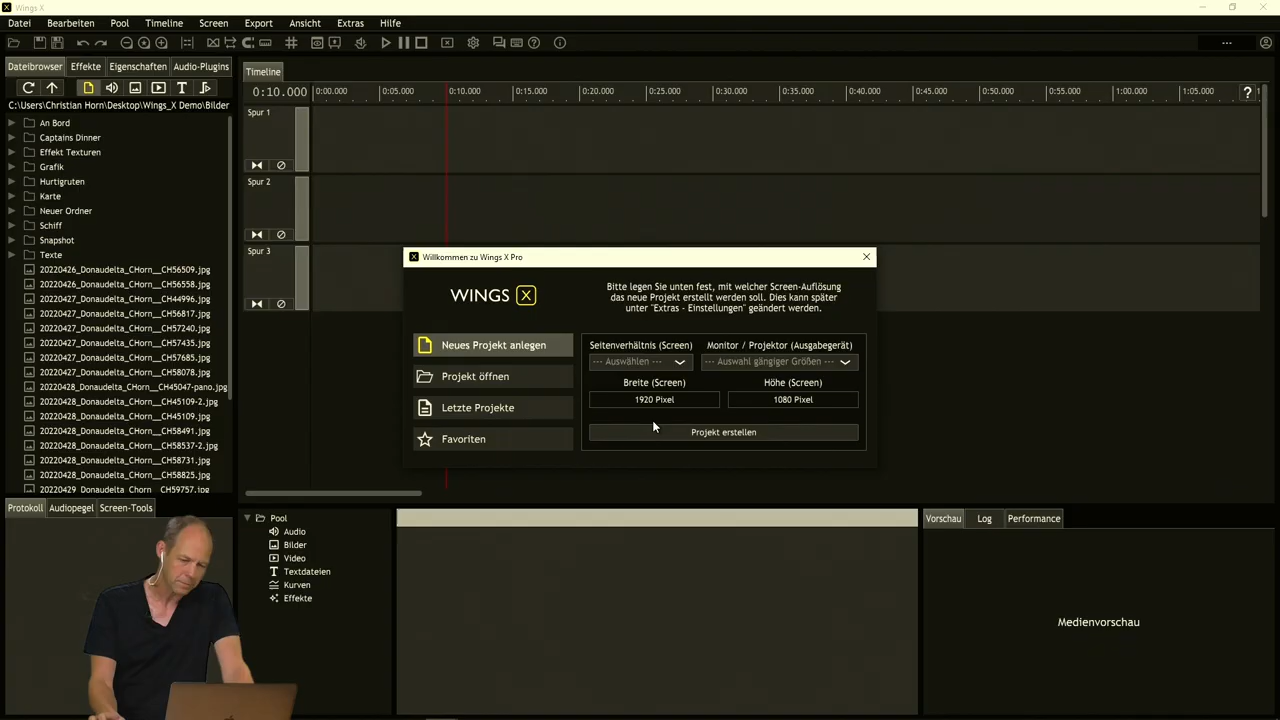 Wings X
Datei Bearbeiten Pool Timeline Screen Export Ansicht Extras Hilfe
Dateibrowser Effekte Eigenschaften Audio-Plugins
C:\Users\Christian Horn\Desktop\Wings_X Demo\Bilder
An Bord
Captains Dinner
Effekt Texturen
Grafik
Hurtigruten
Karte
Neuer Ordner
Schiff
Snapshot
Texte
20220426_Donaudelta_CHorn__CH56509.jpg
20220426_Donaudelta_CHorn__CH56558.jpg
20220427_Donaudelta_CHorn__CH44996.jpg
20220427_Donaudelta_CHorn__CH56817.jpg
20220427_Donaudelta_CHorn__CH57240.jpg
20220427_Donaudelta_CHorn__CH57435.jpg
20220427_Donaudelta_CHorn__CH57685.jpg
20220427_Donaudelta_CHorn__CH58078.jpg
20220428_Donaudelta_CHorn__CH45047-pano.jpg
20220428_Donaudelta_CHorn__CH45109-2.jpg
20220428_Donaudelta_CHorn__CH45109.jpg
20220428_Donaudelta_CHorn__CH58491.jpg
20220428_Donaudelta_CHorn__CH58537-2.jpg
20220428_Donaudelta_CHorn__CH58731.jpg
20220428_Donaudelta_CHorn__CH58825.jpg
20220429_Donaudelta_CHorn__CH59757.jpg
Timeline
0:10.000 0:00.000 0:05.000 0:10.000 0:15.000 0:20.000 0:25.000 0:30.000 0:35.000 0:40.000 0:45.000 0:50.000 0:55.000 1:00.000 1:05.000
Spur 1
Spur 2
Spur 3
Willkommen zu Wings X Pro
WINGS X
Bitte legen Sie unten fest, mit welcher Screen-Auflösung
das neue Projekt erstellt werden soll. Dies kann später
unter "Extras - Einstellungen" geändert werden.
Neues Projekt anlegen
Projekt öffnen
Letzte Projekte
Favoriten
Seitenverhältnis (Screen) Monitor / Projektor (Ausgabegerät)
--- Auswählen --- --- Auswahl gängiger Größen ---
Breite (Screen) Höhe (Screen)
1920 Pixel 1080 Pixel
Projekt erstellen
Protokoll Audiopegel Screen-Tools
Pool
Audio
Bilder
Video
Textdateien
Kurven
Effekte
Vorschau Log Performance
Medienvorschau